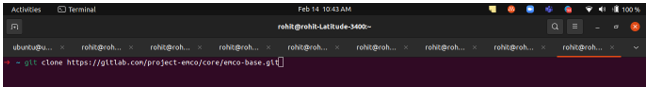 Activities Terminal Feb 14 10:43 AM 100 %
rohit@rohit-Latitude-3400:~
ubuntu@u... × rohit@roh... × rohit@roh... × rohit@roh... × rohit@roh... × rohit@roh... × rohit@roh... × rohit@roh... × rohit@roh... ×
→ ~ git clone https://gitlab.com/project-emco/core/emco-base.git